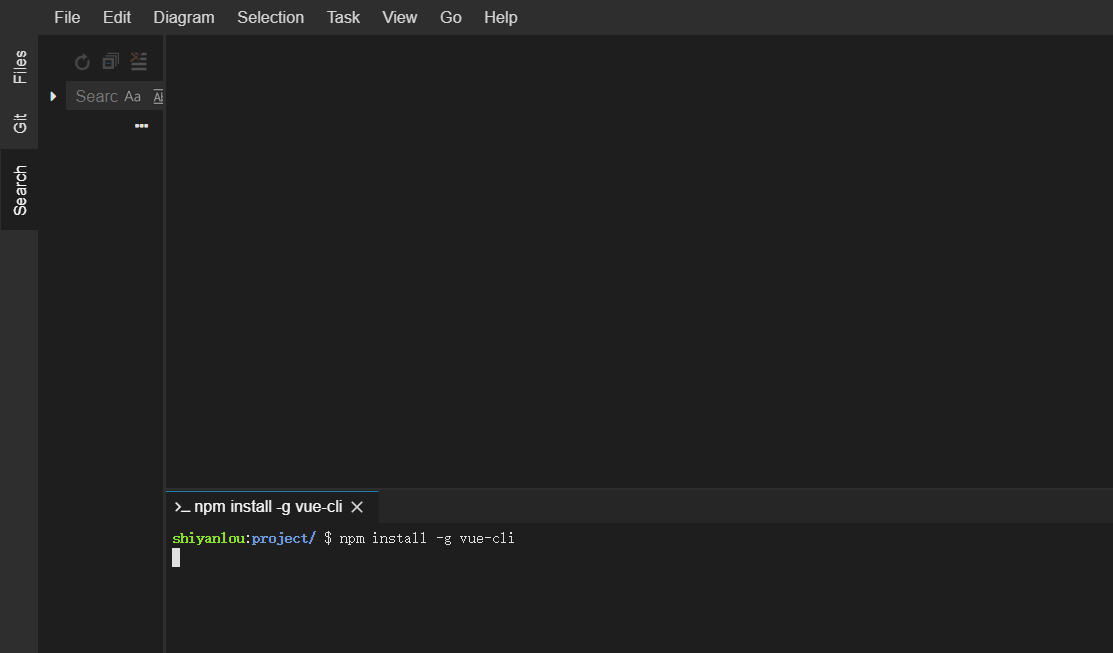 File Edit Diagram Selection Task View Go Help
Files
Git
Search
Searc Aa
>_ npm install -g vue-cli
shiyanlou:project/ $ npm install -g vue-cli